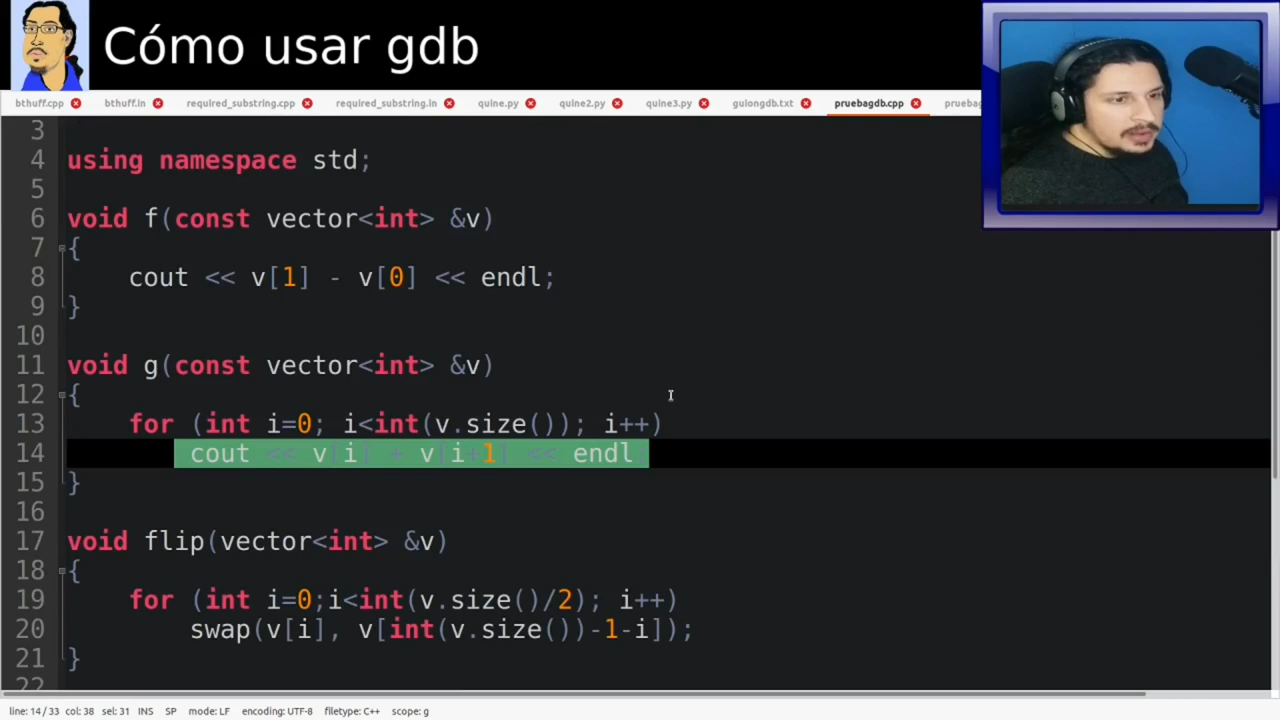 Cómo usar gdb
bthuff.cpp bthuff.in required_substring.cpp required_substring.in quine.py quine2.py quine3.py guiongdb.txt pruebagdb.cpp pruebag
3
4 using namespace std;
5
6 void f(const vector<int> &v)
7 {
8 cout << v[1] - v[0] << endl;
9 }
10
11 void g(const vector<int> &v)
12 {
13 for (int i=0; i<int(v.size()); i++)
14 cout << v[i] + v[i+1] << endl;
15 }
16
17 void flip(vector<int> &v)
18 {
19 for (int i=0;i<int(v.size()/2); i++)
20 swap(v[i], v[int(v.size())-1-i]);
21 }
22
line: 14 / 33 col: 38 sel: 31 INS SP mode: LF encoding: UTF-8 filetype: C++ scope: g